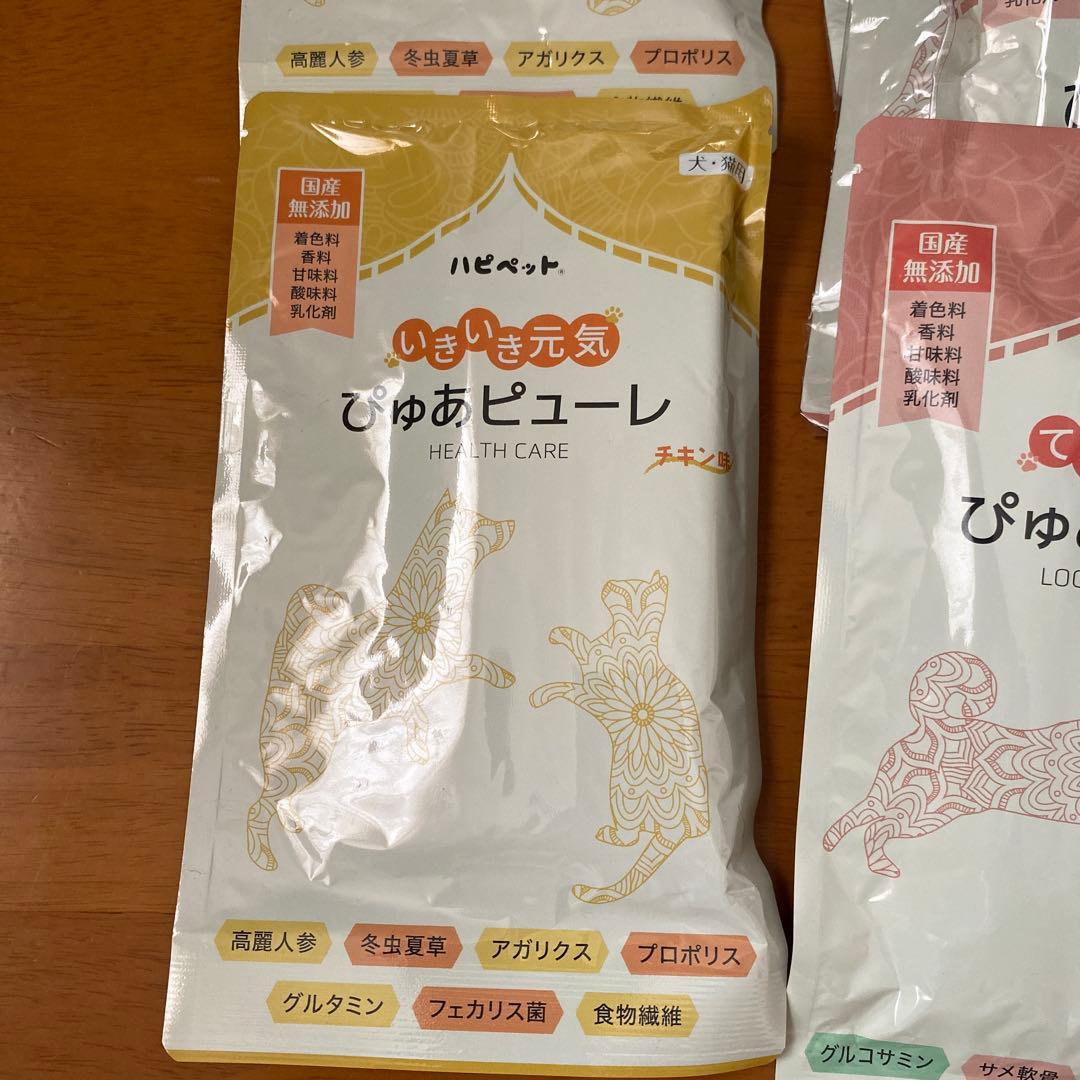 高麗人参 冬虫夏草 アガリクス プロポリス
犬・猫用
国産
無添加
着色料
香料
甘味料
酸味料
乳化剤
ハピペット®
いきいき元気
ぴゅあピューレ
HEALTH CARE
チキン味
高麗人参 冬虫夏草 アガリクス プロポリス
グルタミン フェカリス菌 食物繊維
国産
無添加
着色料
香料
甘味料
酸味料
乳化剤
て
ぴゅ
LOC
グルコサミン サメ軟骨